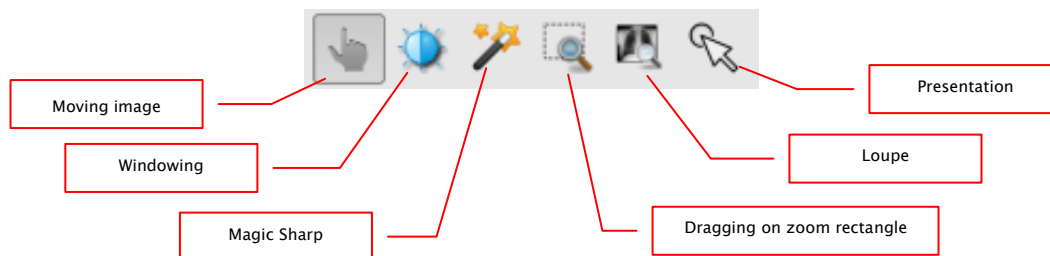 Moving image
Presentation
Windowing
Loupe
Magic Sharp
Dragging on zoom rectangle